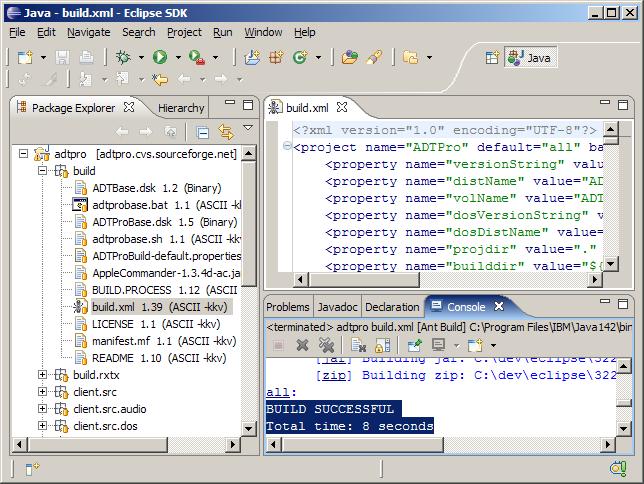 Java - build.xml - Eclipse SDK
File Edit Navigate Search Project Run Window Help
Java
Package Explorer
Hierarchy
adtpro [adtpro.cvs.sourceforge.net]
build
ADTBase.dsk 1.2 (Binary)
adtprobase.bat 1.1 (ASCII -kk
ADTProBase.dsk 1.5 (Binary)
adtprobase.sh 1.1 (ASCII -kkv)
ADTProBuild-default.properties
AppleCommander-1.3.4d-ac.ja
BUILD.PROCESS 1.12
build.xml 1.39 (ASCII -kkv)
LICENSE 1.1 (ASCII -kkv)
manifest.mf 1.1 (ASCII -kkv)
README 1.10 (ASCII -kkv)
build.rxtx
client.src
client.src.audio
client.src.dos
build.xml
<?xml version="1.0" encoding="UTF-8"?>
<project name="ADTPro" default="all" ba
<property name="versionString" valu
<property name="distName" value="AD
<property name="volName" value="ADT
<property name="dosVersionString" v
<property name="dosDistName" value=
<property name="projdir" value="."
<property name="builddir" value="${
Problems Javadoc Declaration Console
<terminated> adtpro build.xml [Ant Build] C:\Program Files\IBM\Java142\bin
[jar] Building jar: C:\dev\eclipse\322
[zip] Building zip: C:\dev\eclipse\322
all:
BUILD SUCCESSFUL
Total time: 8 seconds